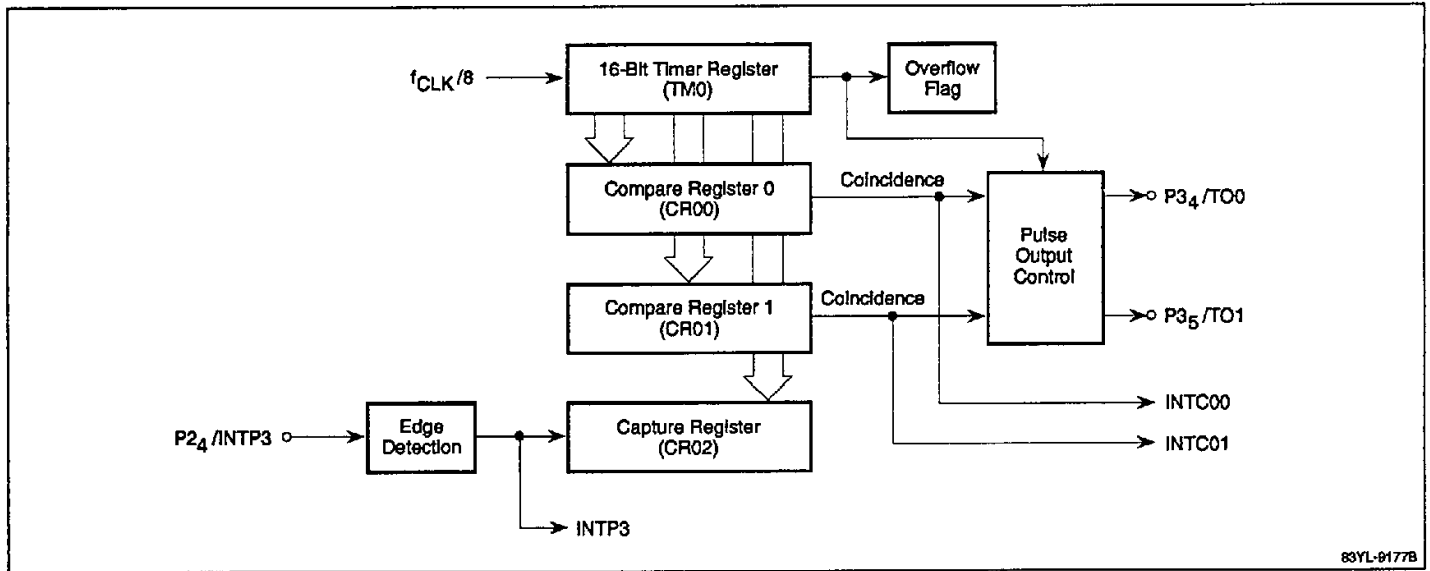 fCLK/8
16-Bit Timer Register
(TM0)
Overflow
Flag
Compare Register 0
(CR00)
Coincidence
P34/TO0
Pulse
Output
Control
Compare Register 1
(CR01)
Coincidence
P35/TO1
INTC00
P24/INTP3
Edge
Detection
Capture Register
(CR02)
INTC01
INTP3
83YL-9177B